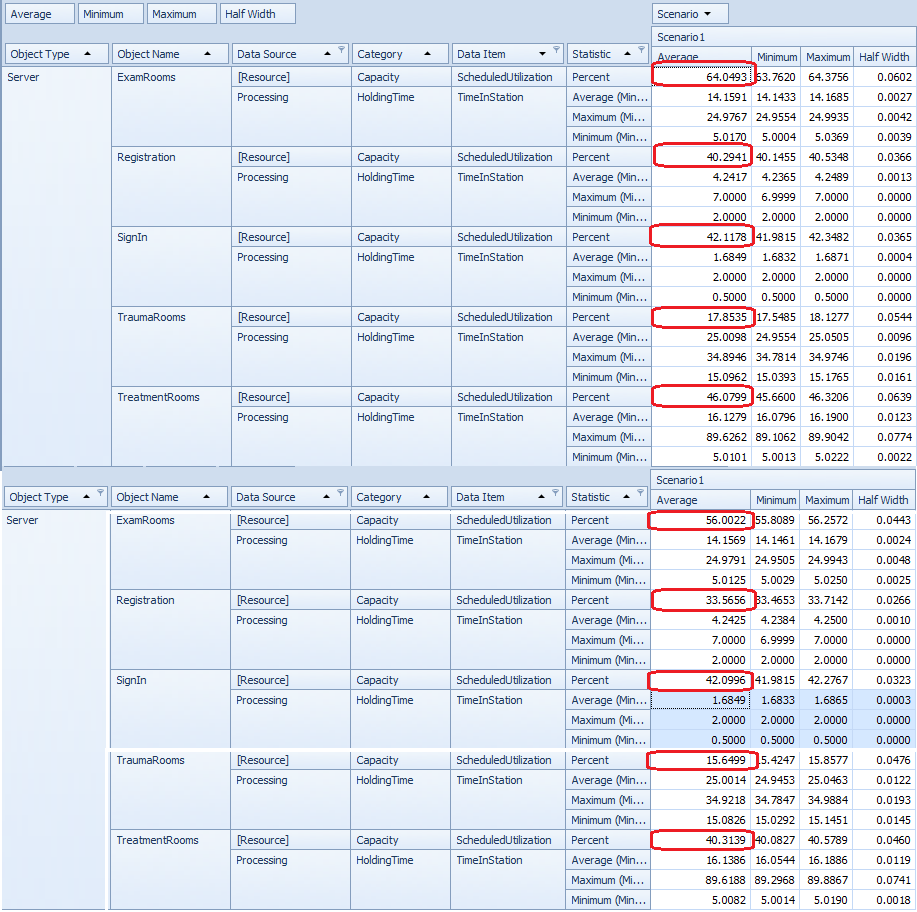 Average Minimum Maximum Half Width Scenario
Scenario1
Object Type Object Name Data Source Category Data Item Statistic Average Minimum Maximum Half Width
Server ExamRooms [Resource] Capacity ScheduledUtilization Percent 64.0493 63.7620 64.3756 0.0602
Processing HoldingTime TimeInStation Average (Min... 14.1591 14.1433 14.1685 0.0027
Maximum (Mi... 24.9767 24.9554 24.9935 0.0042
Minimum (Min... 5.0170 5.0004 5.0369 0.0039
Registration [Resource] Capacity ScheduledUtilization Percent 40.2941 40.1455 40.5348 0.0366
Processing HoldingTime TimeInStation Average (Min... 4.2417 4.2365 4.2489 0.0013
Maximum (Mi... 7.0000 6.9999 7.0000 0.0000
Minimum (Min... 2.0000 2.0000 2.0000 0.0000
SignIn [Resource] Capacity ScheduledUtilization Percent 42.1178 41.9815 42.3482 0.0365
Processing HoldingTime TimeInStation Average (Min... 1.6849 1.6832 1.6871 0.0004
Maximum (Mi... 2.0000 2.0000 2.0000 0.0000
Minimum (Min... 0.5000 0.5000 0.5000 0.0000
TraumaRooms [Resource] Capacity ScheduledUtilization Percent 17.8535 17.5485 18.1277 0.0544
Processing HoldingTime TimeInStation Average (Min... 25.0098 24.9554 25.0505 0.0096
Maximum (Mi... 34.8946 34.7814 34.9746 0.0196
Minimum (Min... 15.0962 15.0393 15.1765 0.0161
TreatmentRooms [Resource] Capacity ScheduledUtilization Percent 46.0799 45.6600 46.3206 0.0639
Processing HoldingTime TimeInStation Average (Min... 16.1279 16.0796 16.1900 0.0123
Maximum (Mi... 89.6262 89.1062 89.9042 0.0774
Minimum (Min... 5.0101 5.0013 5.0222 0.0022
Scenario1
Object Type Object Name Data Source Category Data Item Statistic Average Minimum Maximum Half Width
Server ExamRooms [Resource] Capacity ScheduledUtilization Percent 56.0022 55.8089 56.2572 0.0443
Processing HoldingTime TimeInStation Average (Min... 14.1569 14.1461 14.1679 0.0024
Maximum (Mi... 24.9791 24.9505 24.9943 0.0048
Minimum (Min... 5.0125 5.0029 5.0250 0.0025
Registration [Resource] Capacity ScheduledUtilization Percent 33.5656 33.4653 33.7142 0.0266
Processing HoldingTime TimeInStation Average (Min... 4.2425 4.2384 4.2500 0.0010
Maximum (Mi... 7.0000 6.9999 7.0000 0.0000
Minimum (Min... 2.0000 2.0000 2.0000 0.0000
SignIn [Resource] Capacity ScheduledUtilization Percent 42.0996 41.9815 42.2767 0.0323
Processing HoldingTime TimeInStation Average (Min... 1.6849 1.6833 1.6865 0.0003
Maximum (Mi... 2.0000 2.0000 2.0000 0.0000
Minimum (Min... 0.5000 0.5000 0.5000 0.0000
TraumaRooms [Resource] Capacity ScheduledUtilization Percent 15.6499 15.4247 15.8577 0.0476
Processing HoldingTime TimeInStation Average (Min... 25.0014 24.9453 25.0463 0.0122
Maximum (Mi... 34.9218 34.7847 34.9884 0.0193
Minimum (Min... 15.0826 15.0292 15.1451 0.0145
TreatmentRooms [Resource] Capacity ScheduledUtilization Percent 40.3139 40.0827 40.5789 0.0460
Processing HoldingTime TimeInStation Average (Min... 16.1386 16.0544 16.1886 0.0119
Maximum (Mi... 89.6188 89.2968 89.8867 0.0741
Minimum (Min... 5.0082 5.0014 5.0190 0.0018